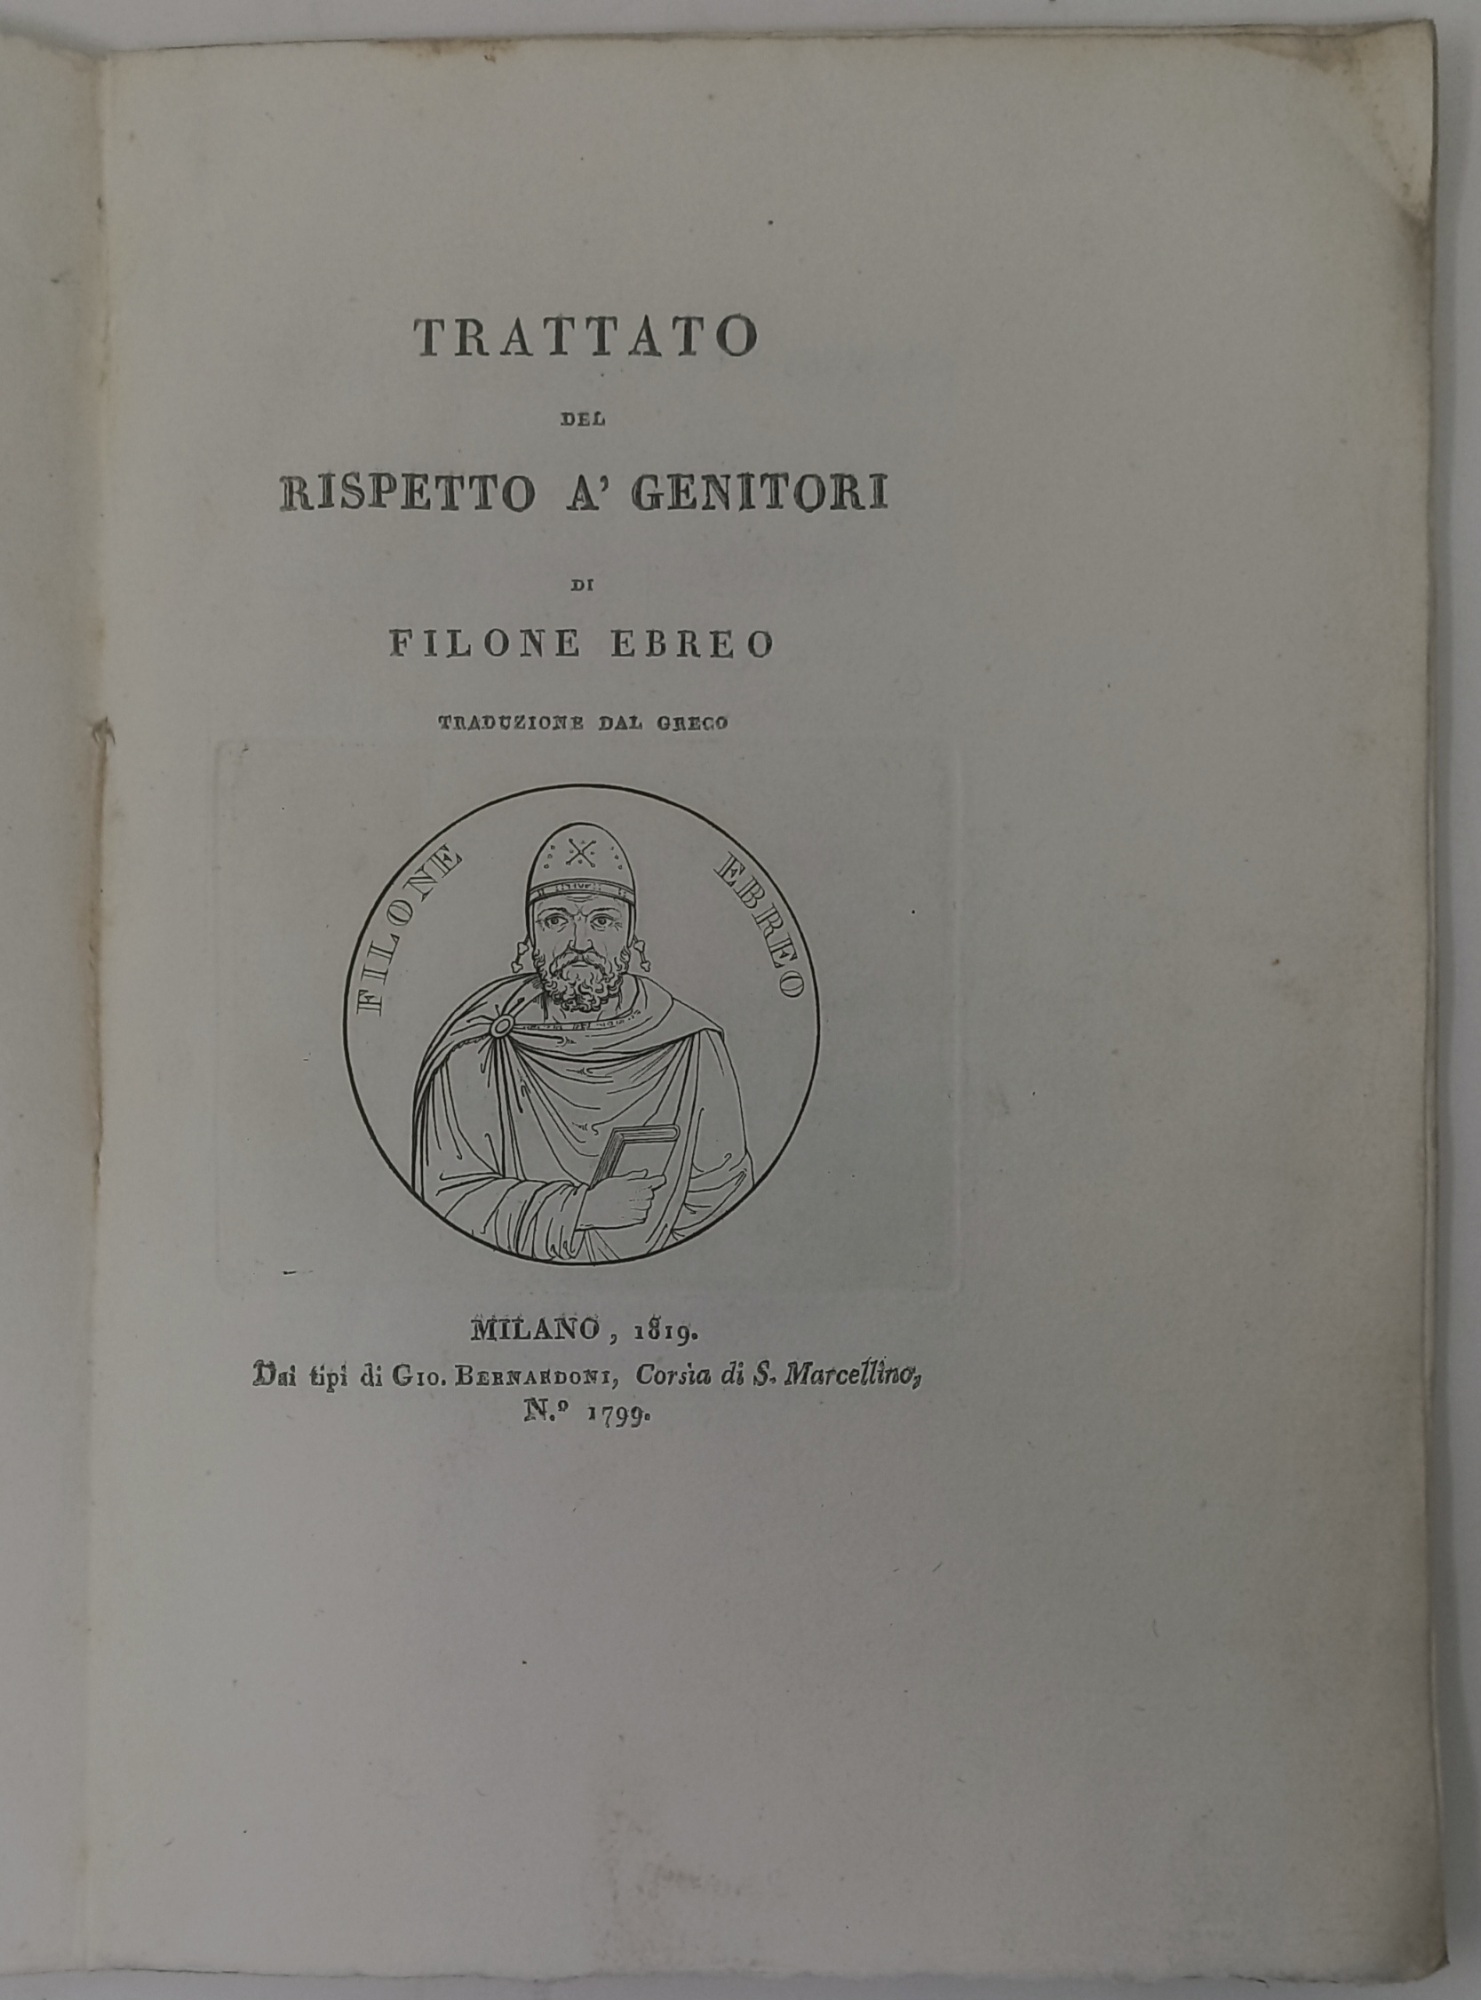 TRATTATO
DEL
RISPETTO A' GENITORI
DI
FILONE EBREO
TRADUZIONE DAL GRECO
FILONE EBREO
MILANO, 1819.
Dai tipi di GIO. BERNARDONI, Corsia di S. Marcellino,
N.º 1799.